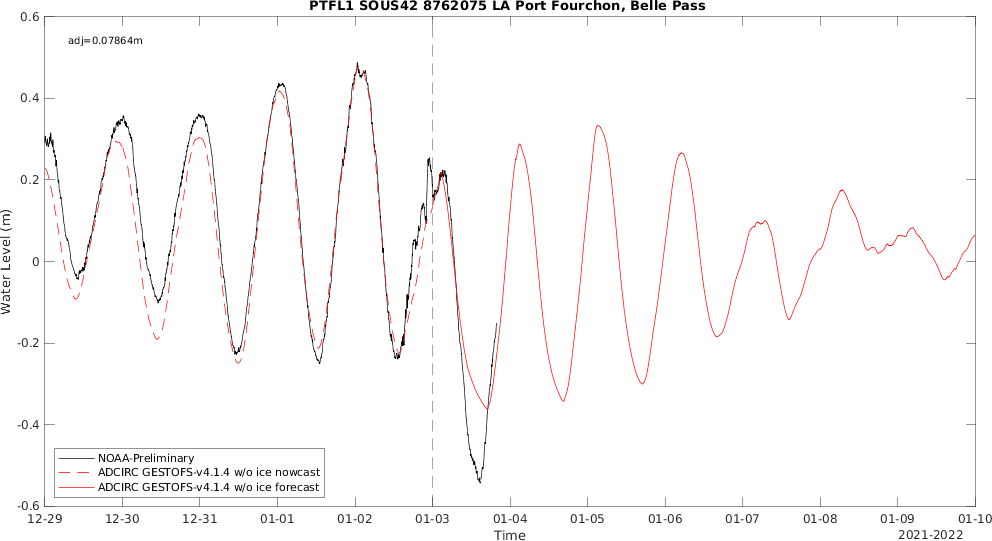 PTFL1 SOUS42 8762075 LA Port Fourchon, Belle Pass
adj=0.07864m
0.6
0.4
0.2
0
-0.2
-0.4
-0.6
Water Level (m)
NOAA-Preliminary
ADCIRC GESTOFS-v4.1.4 w/o ice nowcast
ADCIRC GESTOFS-v4.1.4 w/o ice forecast
12-29 12-30 12-31 01-01 01-02 01-03 01-04 01-05 01-06 01-07 01-08 01-09 01-10
Time
2021-2022